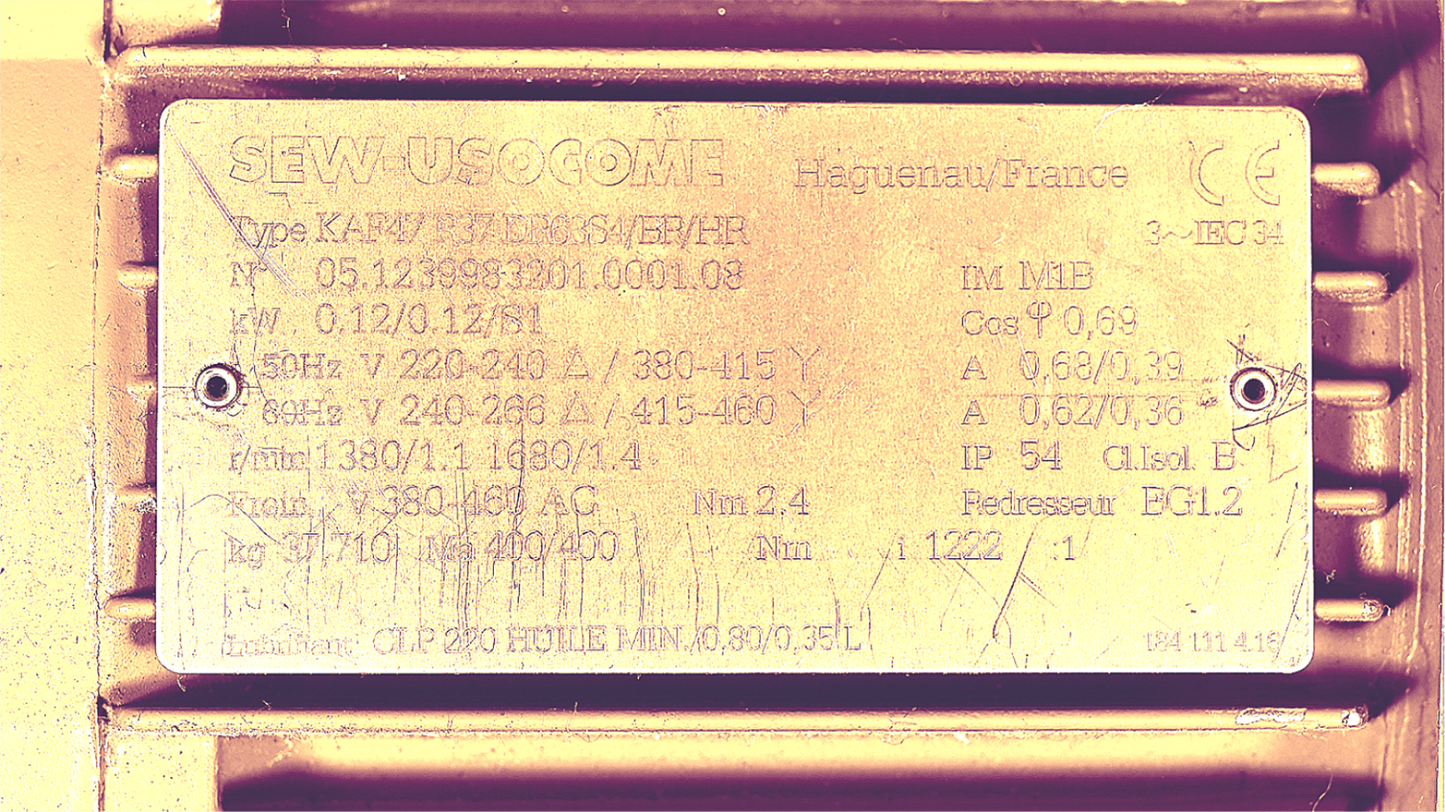 SEW-USOCOME Haguenau/France CE
Type KAF47 R37 DR63S4/BR/HR 3~IEC 34
N° 05.1239983201.0001.08 IM M1B
kW 0,12/0.12/S1 Cos φ 0,69
50Hz V 220-240 △ / 380-415 Y A 0,68/0,39
60Hz V 240-266 △ / 415-460 Y A 0,62/0,36
r/min 1380/1.1 1680/1.4 IP 54 Cl.Isol. B
Frein V 380-460 AC Nm 2.4 Redresseur BG1.2
kg 37,710 Ma 400/400 Nm i 1222 :1
Lubrifiant CLP 220 HUILE MIN./0,80/0,35 L 184 111 4.16